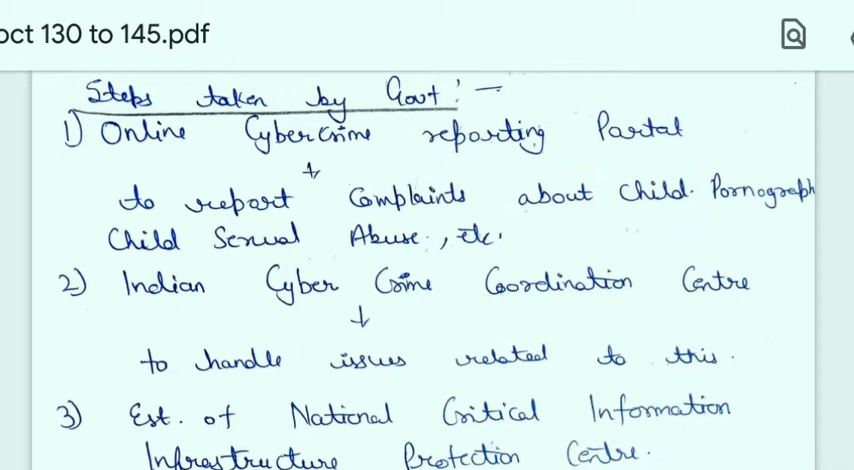 oct 130 to 145.pdf
Steps taken by Govt:-
1) Online Cybercrime reporting Portal
↓
to report Complaints about Child Pornograph
Child Sexual Abuse, etc.
2) Indian Cyber Crime Coordination Centre
↓
to handle issues related to this.
3) Est. of National Critical Information
Infrastructure Protection Centre.